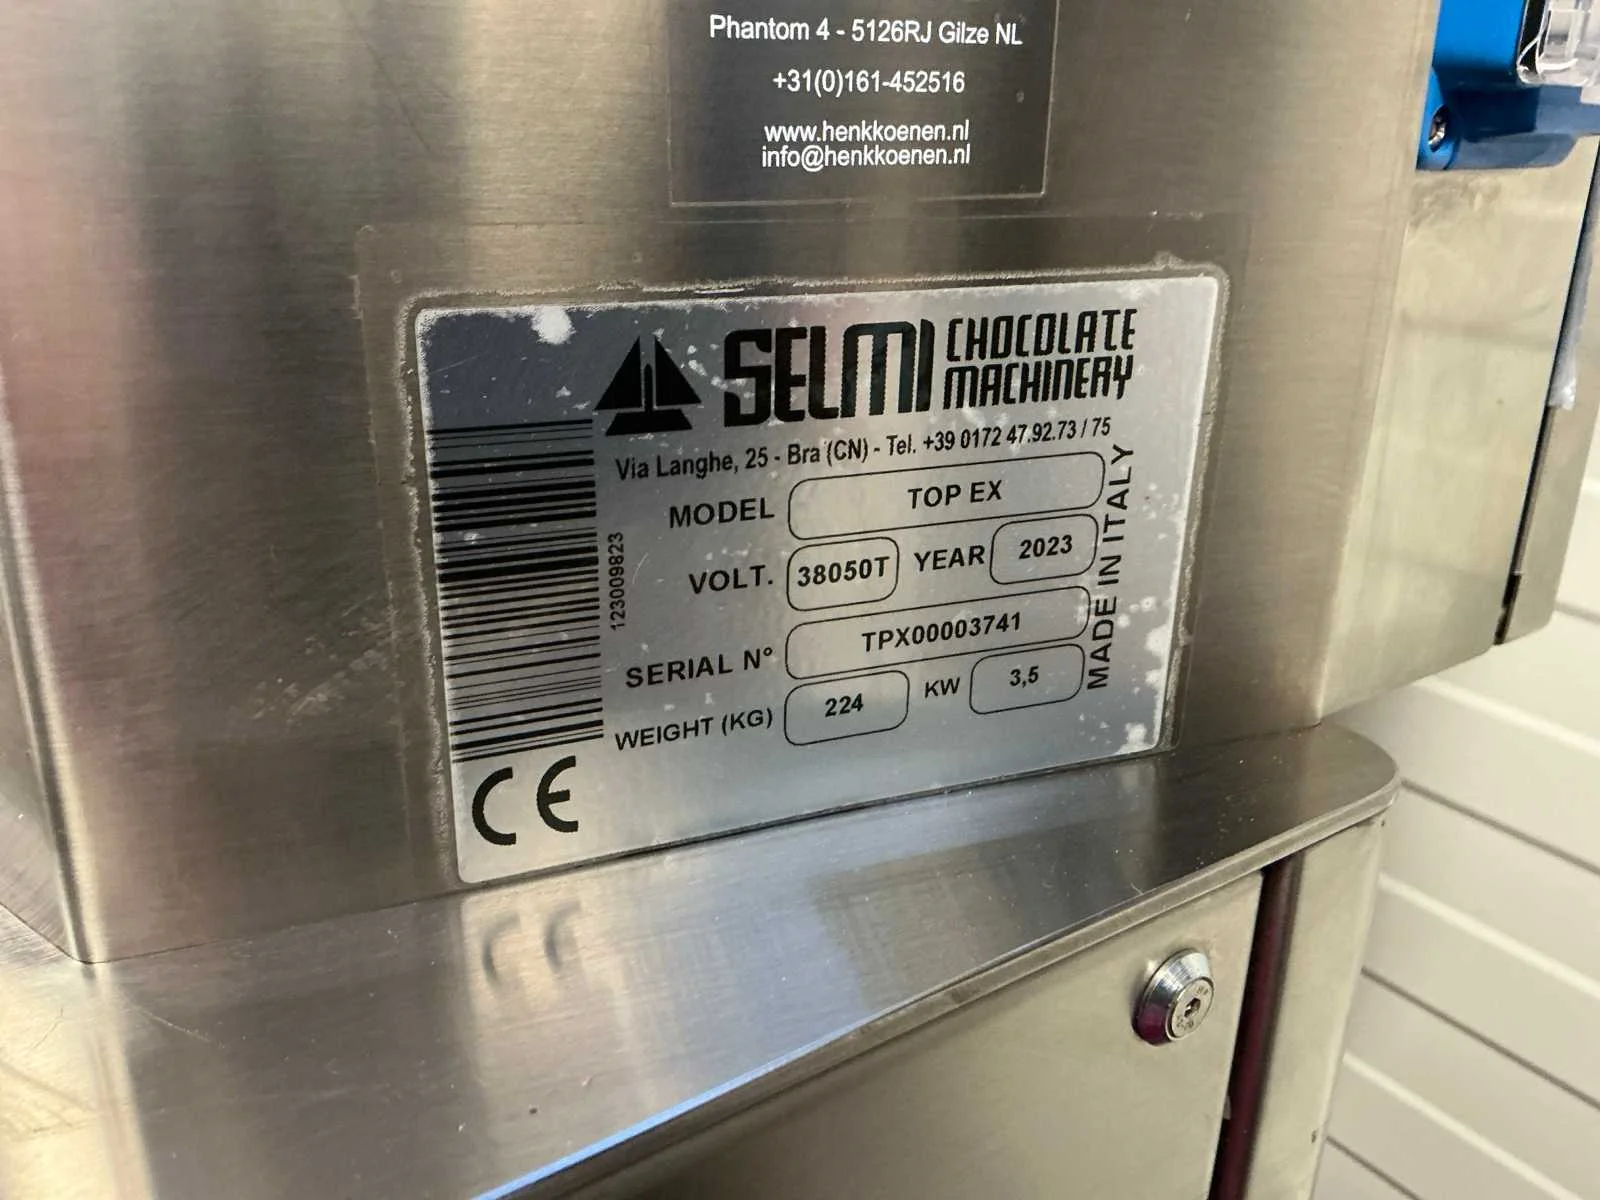 Phantom 4 - 5126RJ Gilze NL
+31(0)161-452516
www.henkkoenen.nl
info@henkkoenen.nl
SELMI CHOCOLATE MACHINERY
Via Langhe, 25 - Bra (CN) - Tel. +39 0172 47.92.73 / 75
MODEL TOP EX
VOLT. 38050T YEAR 2023
SERIAL N° TPX00003741
WEIGHT (KG) 224 KW 3,5
MADE IN ITALY
123009823
CE